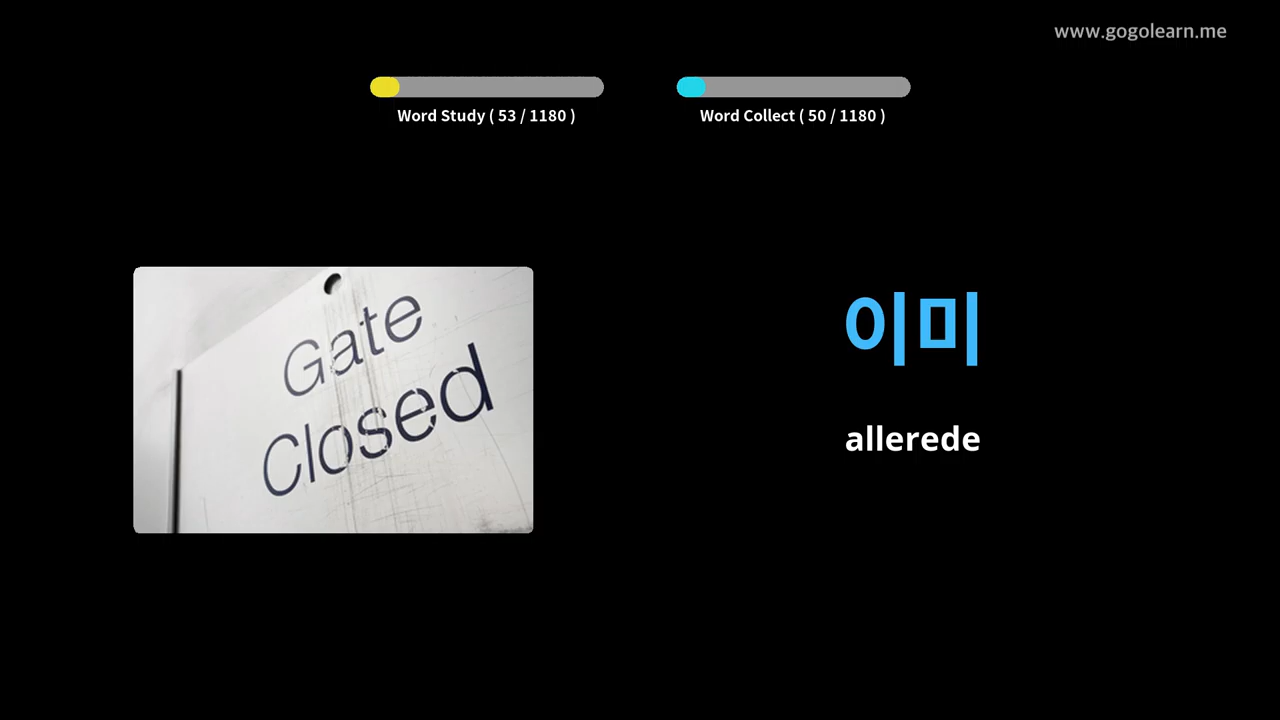 www.gogolearn.me
Word Study ( 53 / 1180 )
Word Collect ( 50 / 1180 )
Gate
Closed
이미
allerede